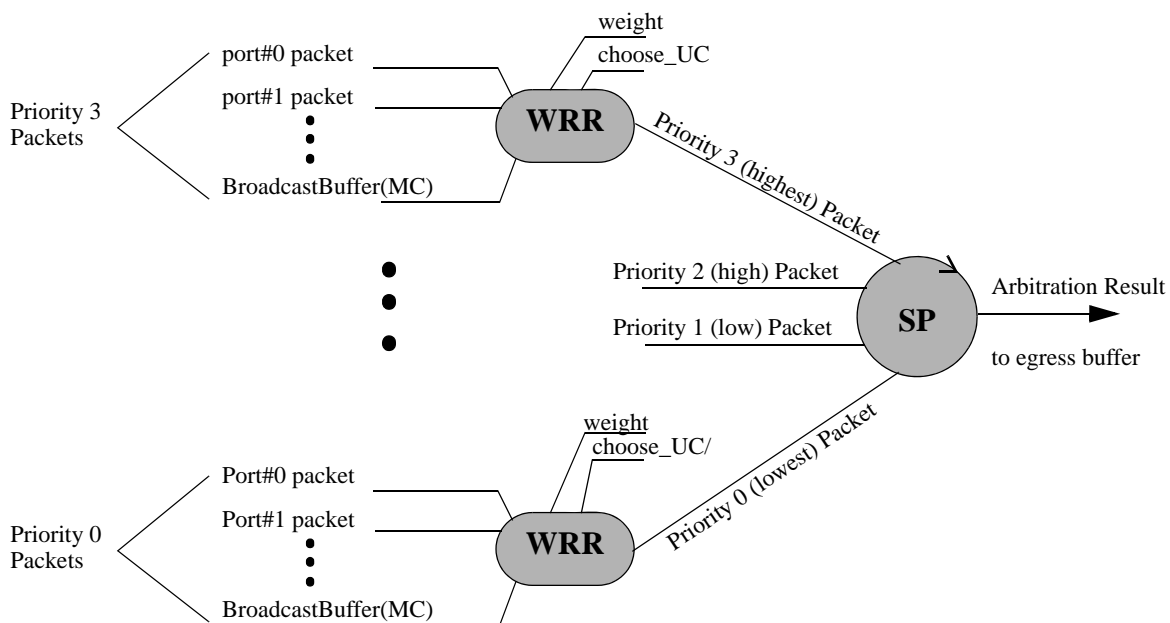 weight
choose_UC
port#0 packet
port#1 packet
Priority 3
Packets
WRR
BroadcastBuffer(MC)
Priority 3 (highest) Packet
Priority 2 (high) Packet
Arbitration Result
Priority 1 (low) Packet
SP
to egress buffer
Priority 0 (lowest) Packet
weight
choose_UC/
Port#0 packet
Port#1 packet
Priority 0
Packets
WRR
BroadcastBuffer(MC)